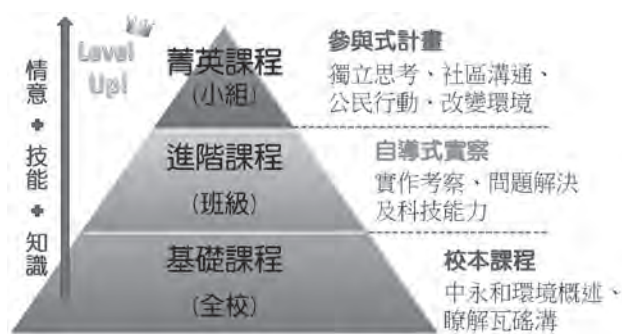 Level
Up!
情意+技能+知識
菁英課程
(小組)
進階課程
(班級)
基礎課程
(全校)
參與式計畫
獨立思考、社區溝通、
公民行動、改變環境
自導式實察
實作考察、問題解決
及科技能力
校本課程
中永和環境概述、
瞭解瓦磘溝